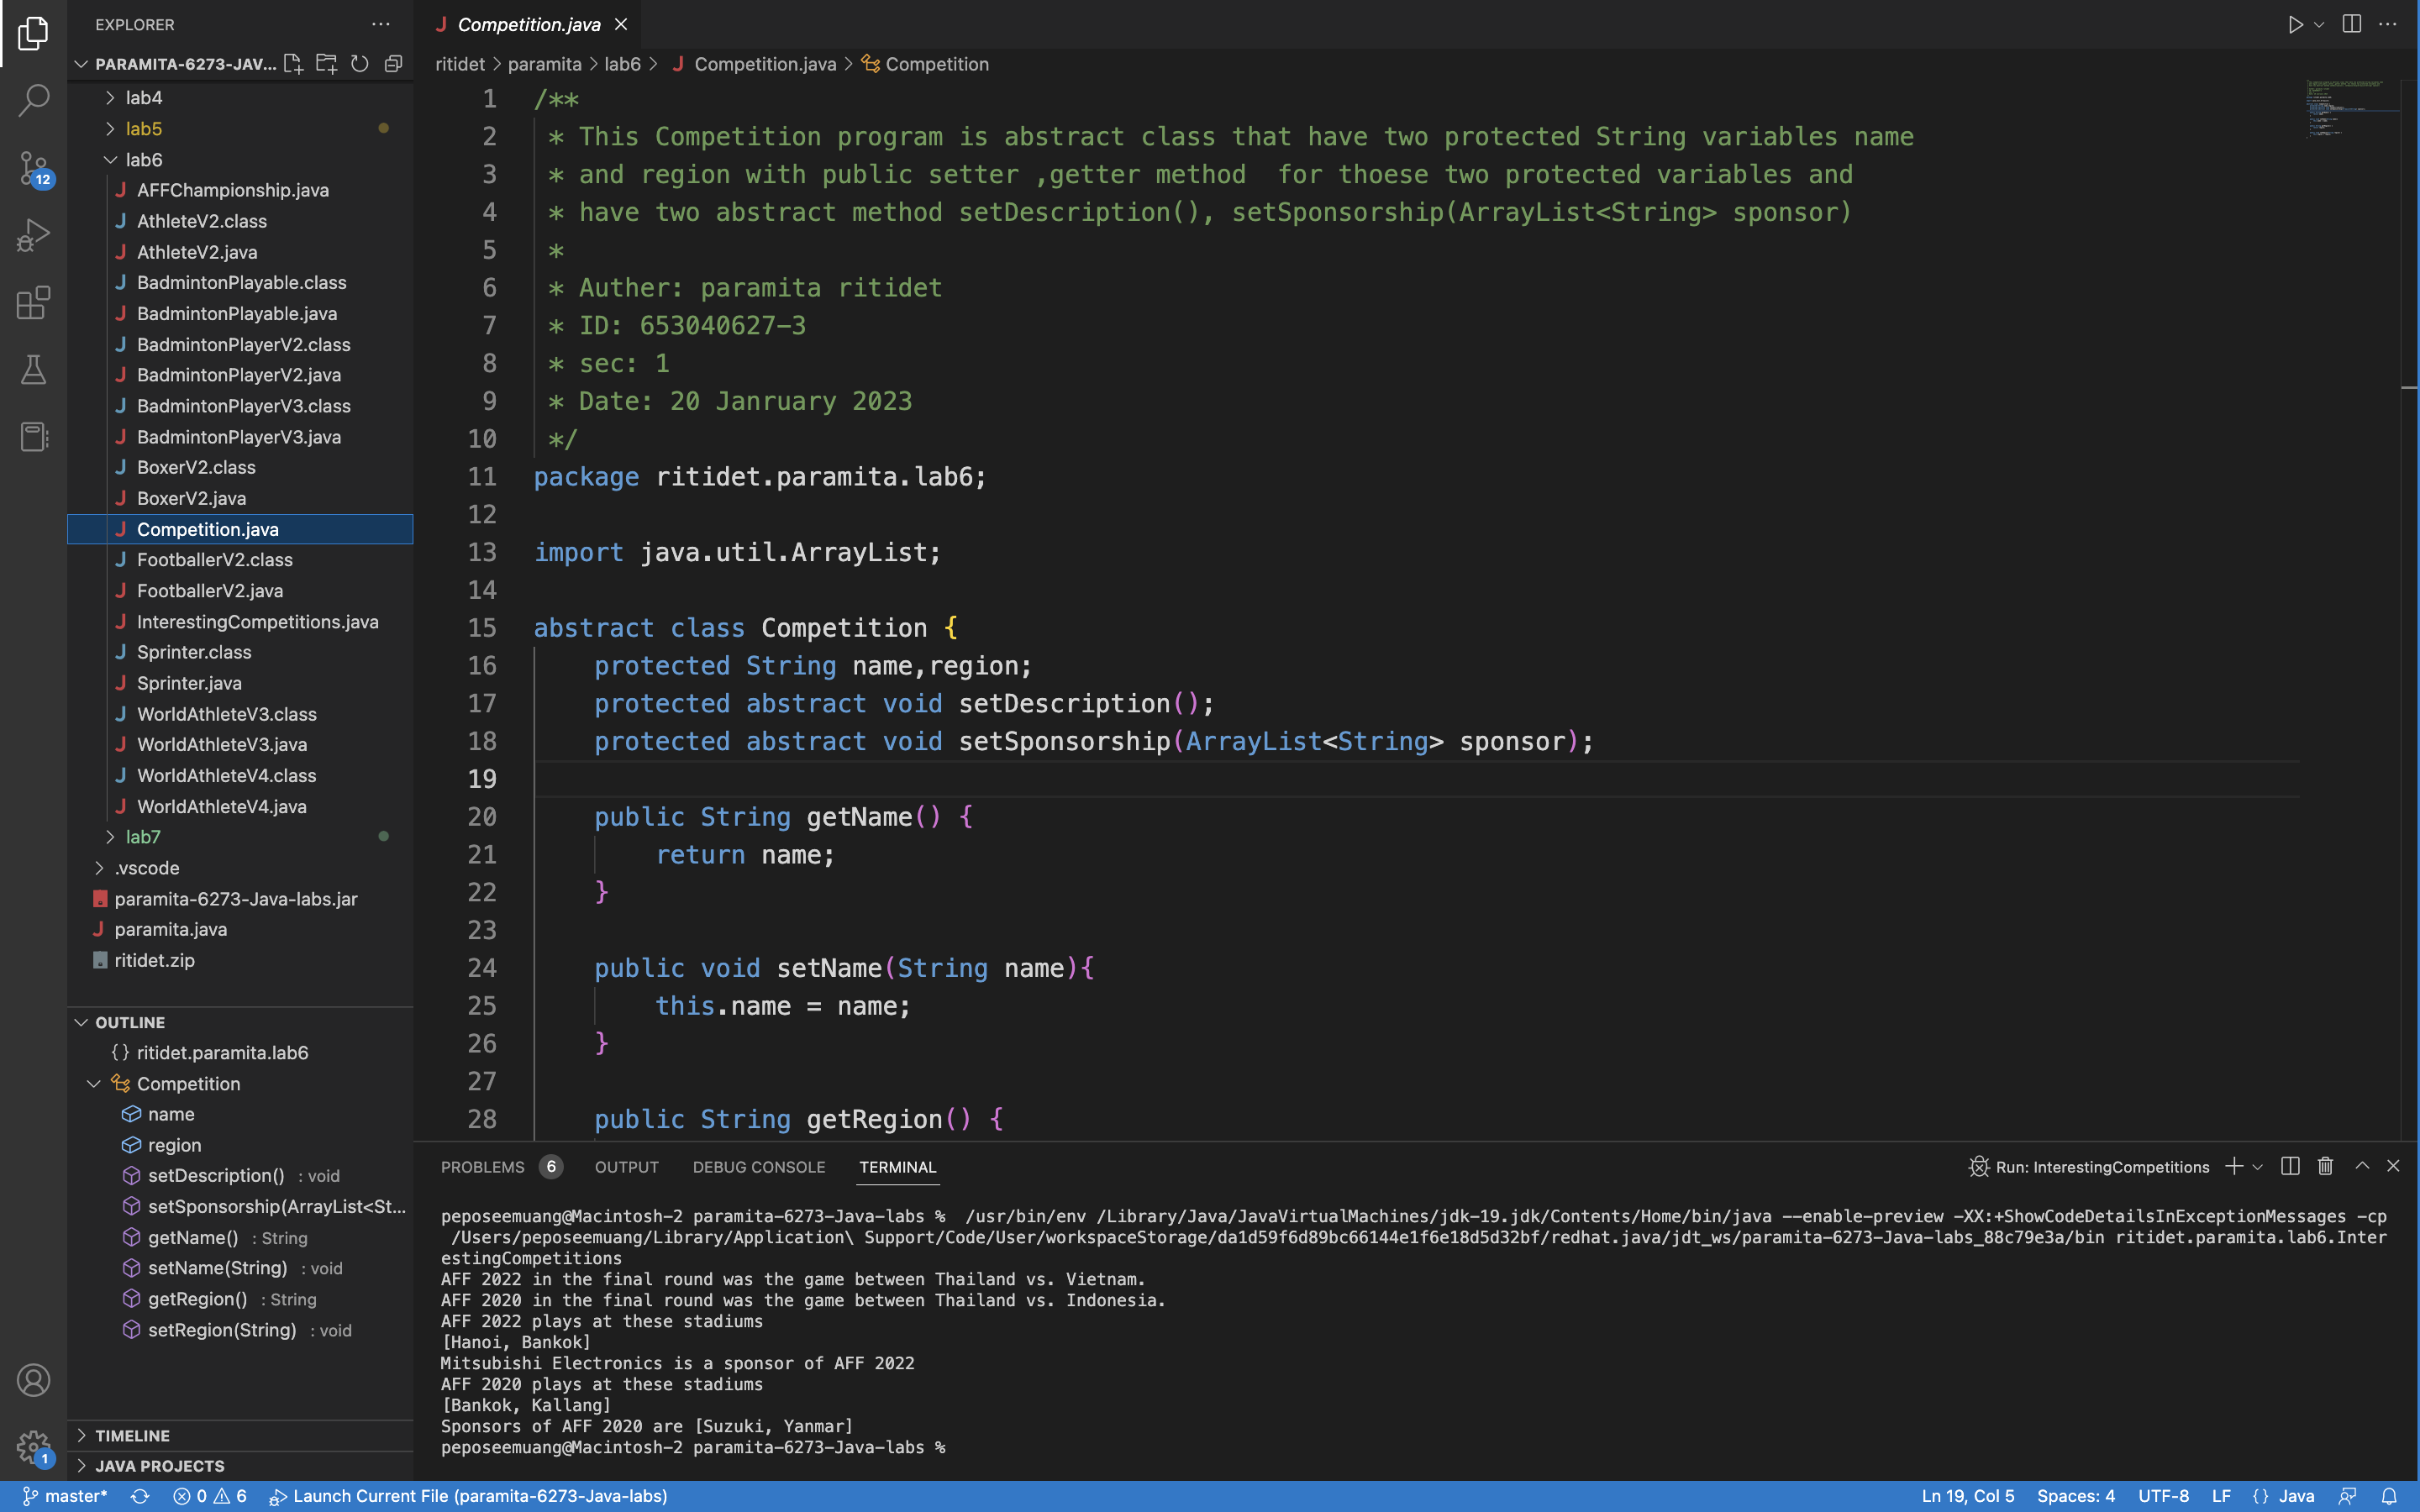 EXPLORER
PARAMITA-6273-JAV...
lab4
lab5
lab6
AFFChampionship.java
AthleteV2.class
AthleteV2.java
BadmintonPlayable.class
BadmintonPlayable.java
BadmintonPlayerV2.class
BadmintonPlayerV2.java
BadmintonPlayerV3.class
BadmintonPlayerV3.java
BoxerV2.class
BoxerV2.java
Competition.java
FootballerV2.class
FootballerV2.java
InterestingCompetitions.java
Sprinter.class
Sprinter.java
WorldAthleteV3.class
WorldAthleteV3.java
WorldAthleteV4.class
WorldAthleteV4.java
lab7
.vscode
paramita-6273-Java-labs.jar
paramita.java
ritidet.zip
OUTLINE
{} ritidet.paramita.lab6
Competition
name
region
setDescription() : void
setSponsorship(ArrayList<St...
getName() : String
setName(String) : void
getRegion() : String
setRegion(String) : void
TIMELINE
JAVA PROJECTS
12
1
J Competition.java
ritidet > paramita > lab6 > J Competition.java > Competition
1 /**
2 * This Competition program is abstract class that have two protected String variables name
3 * and region with public setter ,getter method  for thoese two protected variables and
4 * have two abstract method setDescription(), setSponsorship(ArrayList<String> sponsor)
5 *
6 * Auther: paramita ritidet
7 * ID: 653040627-3
8 * sec: 1
9 * Date: 20 Janruary 2023
10 */
11 package ritidet.paramita.lab6;
12
13 import java.util.ArrayList;
14
15 abstract class Competition {
16 protected String name,region;
17 protected abstract void setDescription();
18 protected abstract void setSponsorship(ArrayList<String> sponsor);
19
20 public String getName() {
21 return name;
22 }
23
24 public void setName(String name){
25 this.name = name;
26 }
27
28 public String getRegion() {
PROBLEMS 6 OUTPUT DEBUG CONSOLE TERMINAL
Run: InterestingCompetitions
peposeemuang@Macintosh-2 paramita-6273-Java-labs %  /usr/bin/env /Library/Java/JavaVirtualMachines/jdk-19.jdk/Contents/Home/bin/java --enable-preview -XX:+ShowCodeDetailsInExceptionMessages -cp
/Users/peposeemuang/Library/Application\ Support/Code/User/workspaceStorage/da1d59f6d89bc66144e1f6e18d5d32bf/redhat.java/jdt_ws/paramita-6273-Java-labs_88c79e3a/bin ritidet.paramita.lab6.Inter
estingCompetitions
AFF 2022 in the final round was the game between Thailand vs. Vietnam.
AFF 2020 in the final round was the game between Thailand vs. Indonesia.
AFF 2022 plays at these stadiums
[Hanoi, Bankok]
Mitsubishi Electronics is a sponsor of AFF 2022
AFF 2020 plays at these stadiums
[Bankok, Kallang]
Sponsors of AFF 2020 are [Suzuki, Yanmar]
peposeemuang@Macintosh-2 paramita-6273-Java-labs %
master* 0 6 Launch Current File (paramita-6273-Java-labs) Ln 19, Col 5 Spaces: 4 UTF-8 LF {} Java